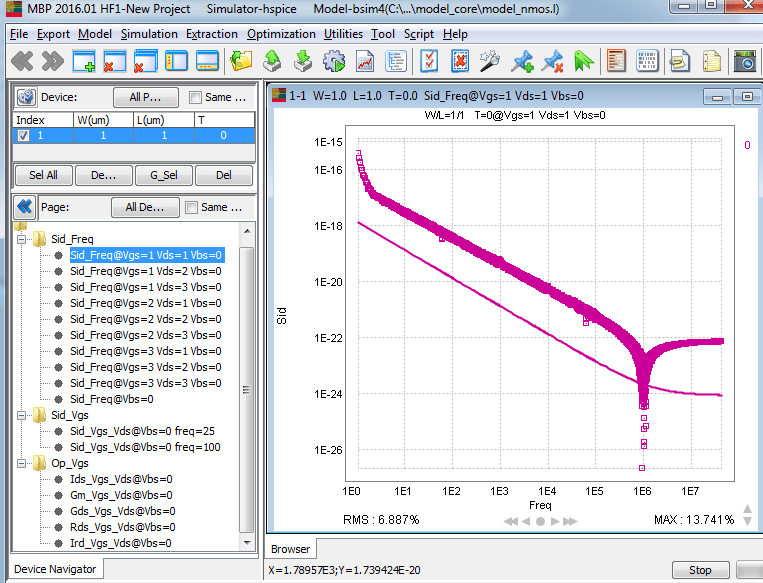 MBP 2016.01 HF1-New Project Simulator-hspice Model-bsim4(C:\...\model_core\model_nmos.l)
File Export Model Simulation Extraction Optimization Utilities Tool Script Help
Device: All P... Same ...
Index W(um) L(um) T
1 1 1 0
Sel All De... G_Sel Del
Page: All De... Same ...
Sid_Freq
Sid_Freq@Vgs=1 Vds=1 Vbs=0
Sid_Freq@Vgs=1 Vds=2 Vbs=0
Sid_Freq@Vgs=1 Vds=3 Vbs=0
Sid_Freq@Vgs=2 Vds=1 Vbs=0
Sid_Freq@Vgs=2 Vds=2 Vbs=0
Sid_Freq@Vgs=2 Vds=3 Vbs=0
Sid_Freq@Vgs=3 Vds=1 Vbs=0
Sid_Freq@Vgs=3 Vds=2 Vbs=0
Sid_Freq@Vgs=3 Vds=3 Vbs=0
Sid_Freq@Vbs=0
Sid_Vgs
Sid_Vgs_Vds@Vbs=0 freq=25
Sid_Vgs_Vds@Vbs=0 freq=100
Op_Vgs
Ids_Vgs_Vds@Vbs=0
Gm_Vgs_Vds@Vbs=0
Gds_Vgs_Vds@Vbs=0
Rds_Vgs_Vds@Vbs=0
Ird_Vgs_Vds@Vbs=0
Device Navigator
1-1 W=1.0 L=1.0 T=0.0 Sid_Freq@Vgs=1 Vds=1 Vbs=0
W/L=1/1 T=0@Vgs=1 Vds=1 Vbs=0
0
1E-15
1E-16
1E-18
1E-20
1E-22
1E-24
1E-26
Sid
1E0 1E1 1E2 1E3 1E4 1E5 1E6 1E7
Freq
RMS : 6.887% MAX : 13.741%
Browser
X=1.78957E3;Y=1.739424E-20 Stop